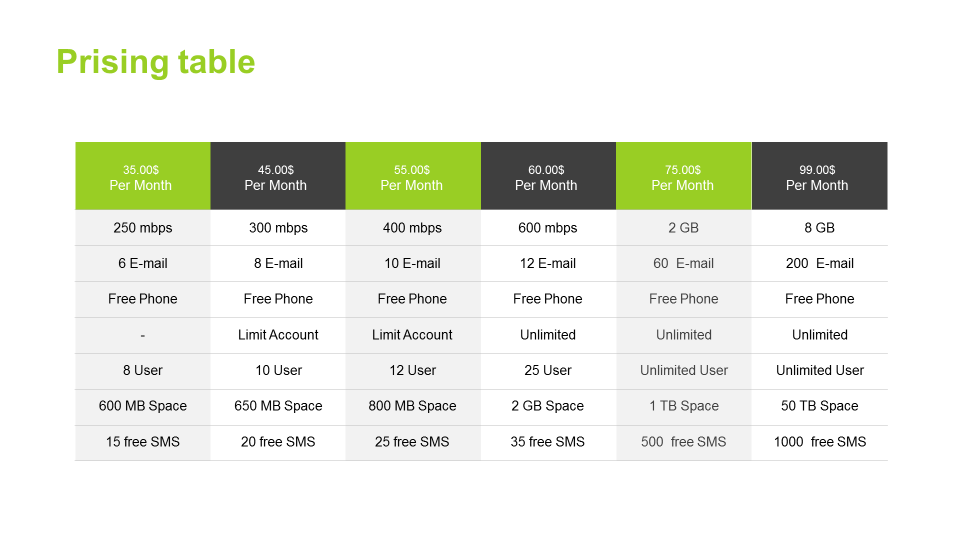 Prising table
35.00$ 45.00$ 55.00$ 60.00$ 75.00$ 99.00$
Per Month Per Month Per Month Per Month Per Month Per Month
250 mbps 300 mbps 400 mbps 600 mbps 2 GB 8 GB
6 E-mail 8 E-mail 10 E-mail 12 E-mail 60 E-mail 200 E-mail
Free Phone Free Phone Free Phone Free Phone Free Phone Free Phone
- Limit Account Limit Account Unlimited Unlimited Unlimited
8 User 10 User 12 User 25 User Unlimited User Unlimited User
600 MB Space 650 MB Space 800 MB Space 2 GB Space 1 TB Space 50 TB Space
15 free SMS 20 free SMS 25 free SMS 35 free SMS 500 free SMS 1000 free SMS